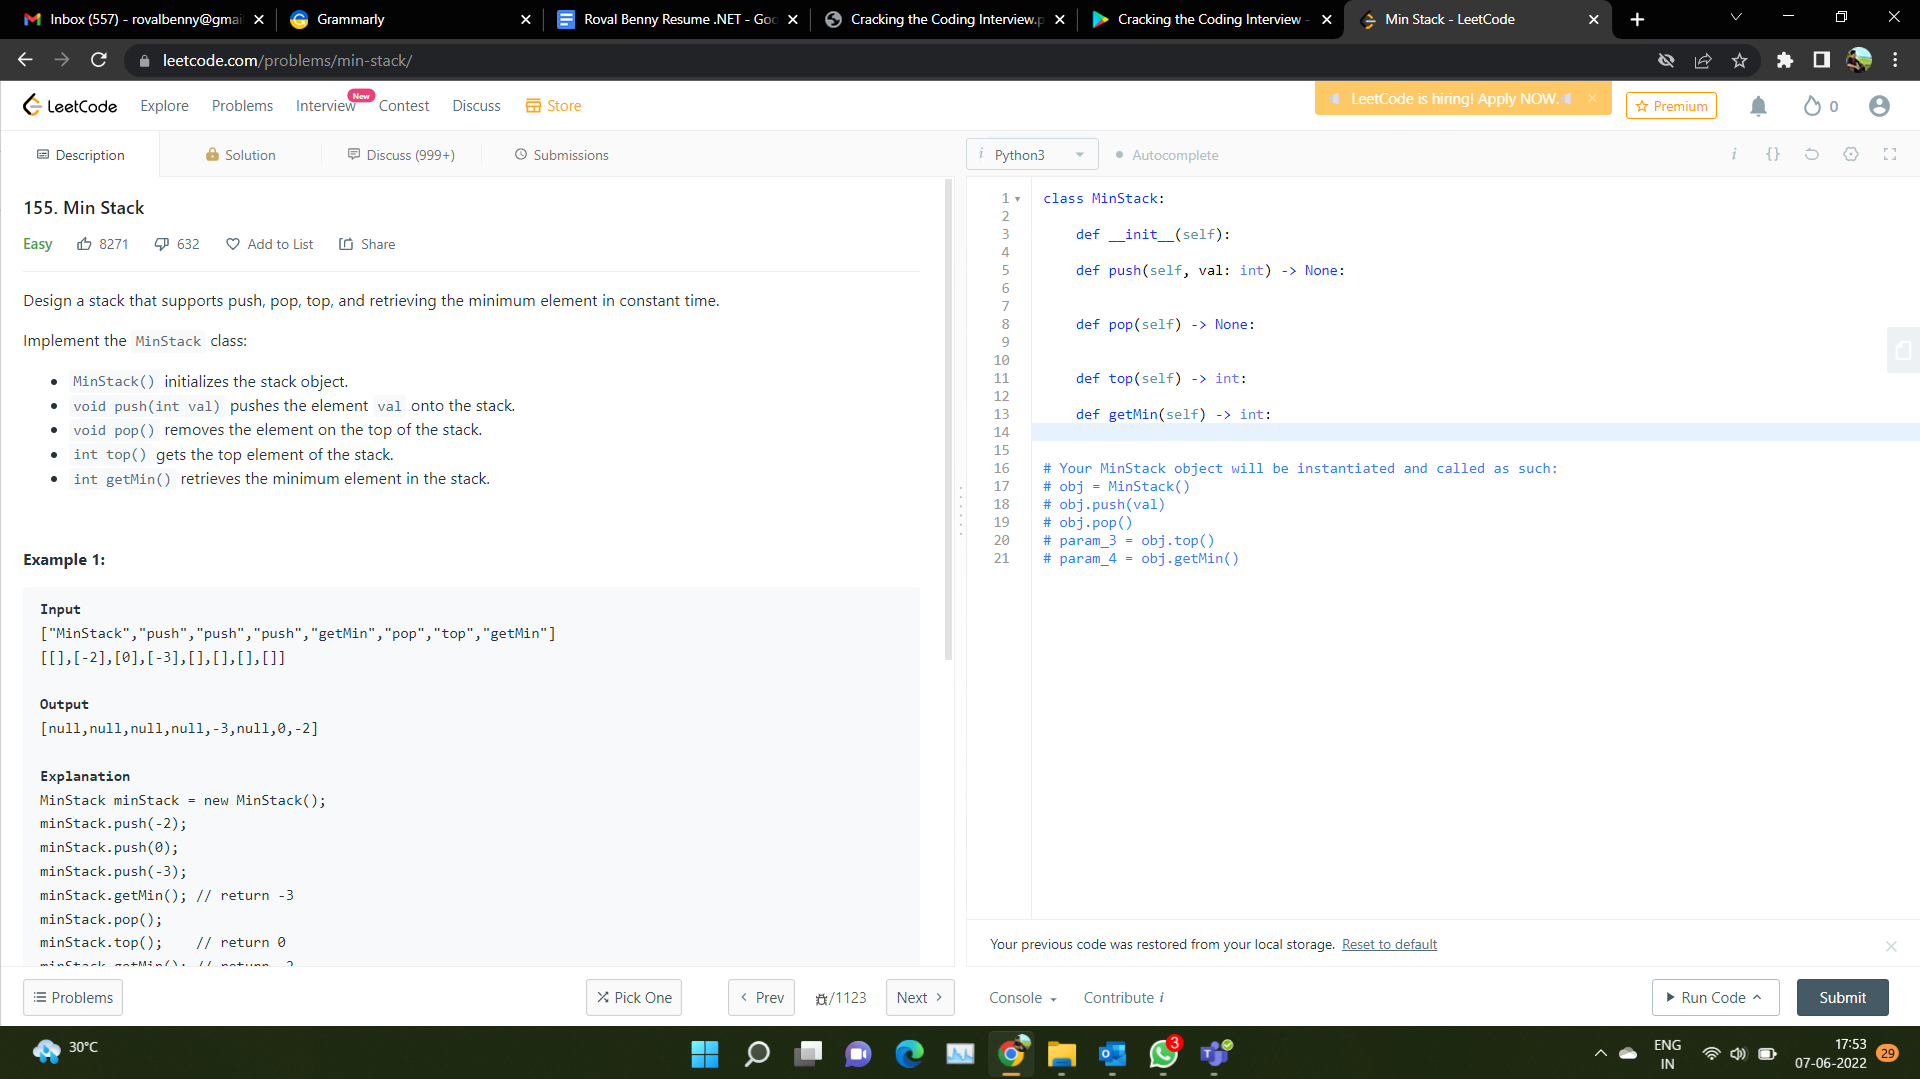 Inbox (557) - rovalbenny@gmai
Grammarly
Roval Benny Resume .NET - Goo
Cracking the Coding Interview.p
Cracking the Coding Interview -
Min Stack - LeetCode
leetcode.com/problems/min-stack/
LeetCode
Explore
Problems
Interview
New
Contest
Discuss
Store
LeetCode is hiring! Apply NOW.
Premium
0
Description
Solution
Discuss (999+)
Submissions
i
Python3
Autocomplete
i
{}
155. Min Stack
Easy
8271
632
Add to List
Share
Design a stack that supports push, pop, top, and retrieving the minimum element in constant time.
Implement the MinStack class:
MinStack() initializes the stack object.
void push(int val) pushes the element val onto the stack.
void pop() removes the element on the top of the stack.
int top() gets the top element of the stack.
int getMin() retrieves the minimum element in the stack.
Example 1:
Input
["MinStack","push","push","push","getMin","pop","top","getMin"]
[[],[-2],[0],[-3],[],[],[],[]]
Output
[null,null,null,null,-3,null,0,-2]
Explanation
MinStack minStack = new MinStack();
minStack.push(-2);
minStack.push(0);
minStack.push(-3);
minStack.getMin(); // return -3
minStack.pop();
minStack.top();    // return 0
minStack.getMin(); // return -2
1 class MinStack:
2
3     def __init__(self):
4
5     def push(self, val: int) -> None:
6
7
8     def pop(self) -> None:
9
10
11     def top(self) -> int:
12
13     def getMin(self) -> int:
14
15
16 # Your MinStack object will be instantiated and called as such:
17 # obj = MinStack()
18 # obj.push(val)
19 # obj.pop()
20 # param_3 = obj.top()
21 # param_4 = obj.getMin()
Your previous code was restored from your local storage. Reset to default
Problems
Pick One
Prev
/1123
Next
Console
Contribute i
Run Code
Submit
30°C
3
ENG
IN
17:53
07-06-2022
29